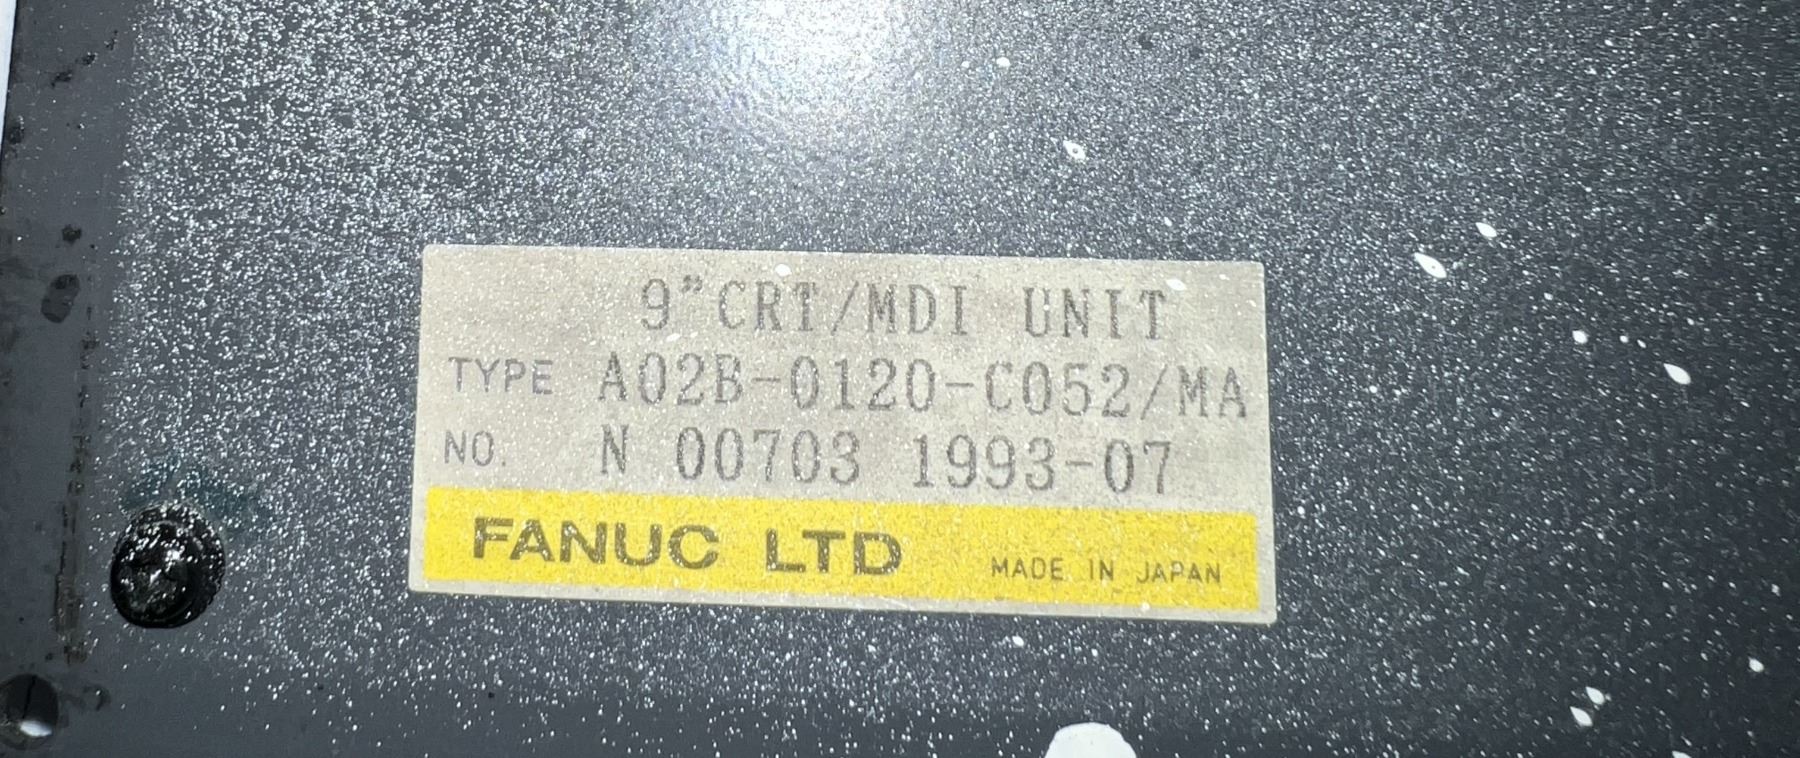 9"CRT/MDI UNIT
TYPE A02B-0120-C052/MA
NO. N 00703 1993-07
FANUC LTD MADE IN JAPAN